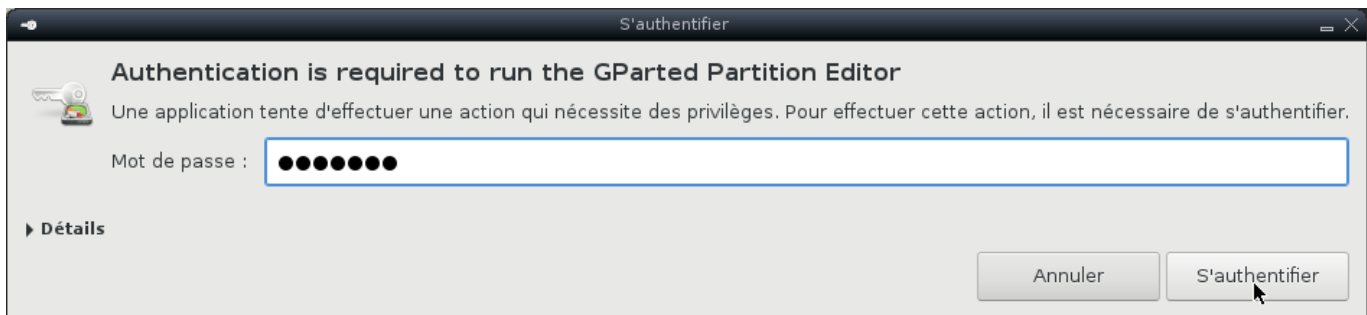 S'authentifier
Authentication is required to run the GParted Partition Editor
Une application tente d'effectuer une action qui nécessite des privilèges. Pour effectuer cette action, il est nécessaire de s'authentifier.
Mot de passe : ●●●●●●●
Détails
Annuler S'authentifier